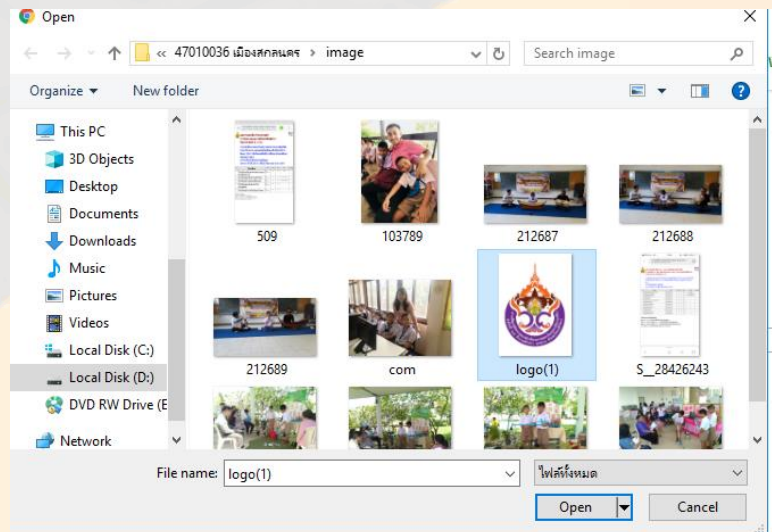 Open
« 47010036 เมืองสกลนคร > image
Search image
Organize
New folder
This PC
3D Objects
Desktop
Documents
Downloads
Music
Pictures
Videos
Local Disk (C:)
Local Disk (D:)
DVD RW Drive (E
Network
509
103789
212687
212688
212689
com
logo(1)
S__28426243
File name: logo(1)
ไฟล์ทั้งหมด
Open
Cancel